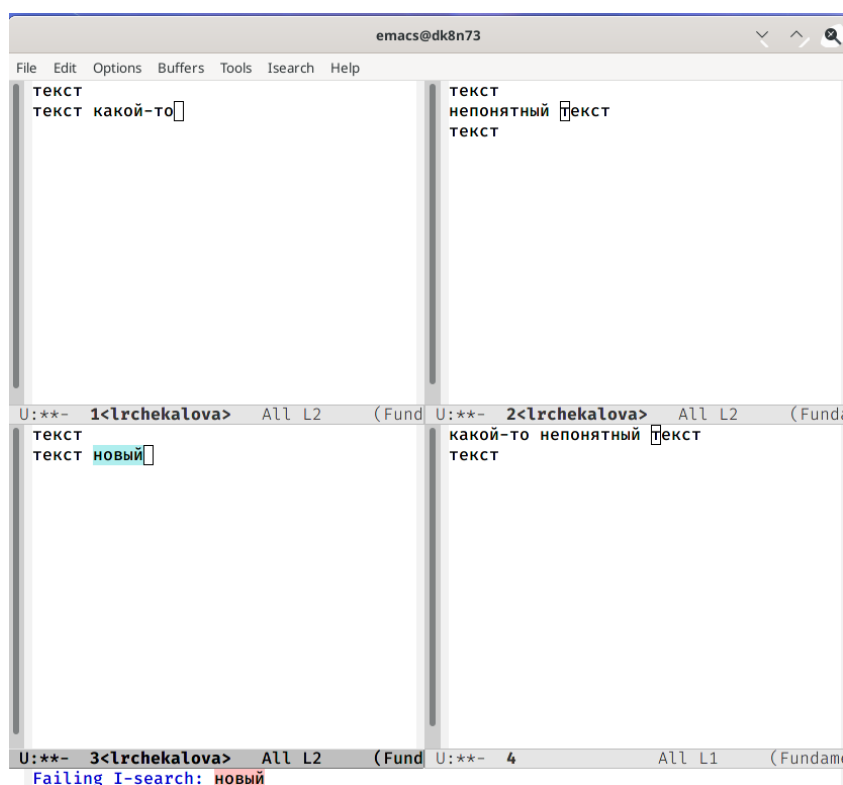 emacs@dk8n73
File Edit Options Buffers Tools Isearch Help
текст
текст какой-то
U:**- 1<lrchekalova> All L2 (Fund
текст
непонятный текст
текст
U:**- 2<lrchekalova> All L2 (Funda
текст
текст новый
U:**- 3<lrchekalova> All L2 (Fund
какой-то непонятный текст
текст
U:**- 4 All L1 (Fundame
Failing I-search: новый